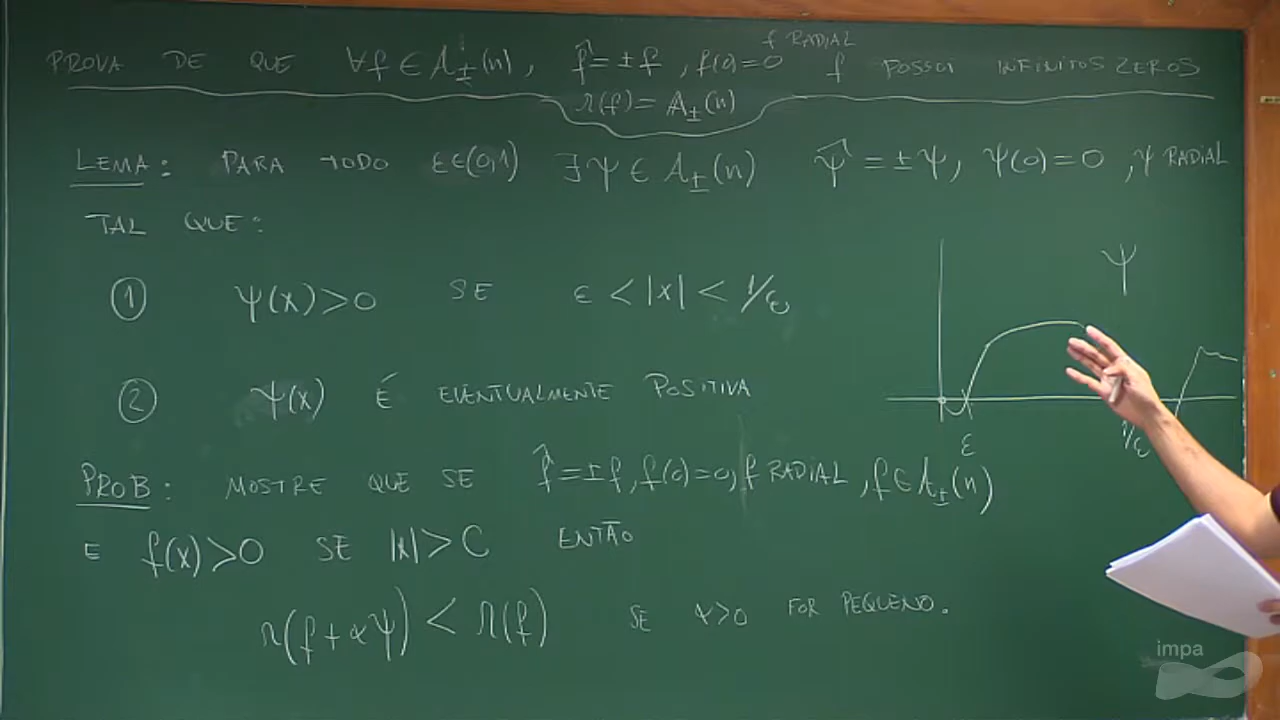 f RADIAL
PROVA DE QUE ∀f ∈ A±(n), f̂ = ±f, f(0)=0 f POSSUI INFINITOS ZEROS
r(f) = A±(n)
LEMA: PARA TODO ε∈(0,1) ∃ψ ∈ A±(n) ψ̂ = ±ψ, ψ(0)=0, ψ RADIAL
TAL QUE:
① ψ(x)>0 SE ε < |x| < 1/ε
ψ
② ψ(x) É EVENTUALMENTE POSITIVA
ε 1/ε
PROB: MOSTRE QUE SE f̂ = ±f, f(0)=0, f RADIAL, f∈A±(n)
E f(x)>0 SE |x|>C ENTÃO
r(f+αψ) < r(f) SE α>0 FOR PEQUENO.
impa